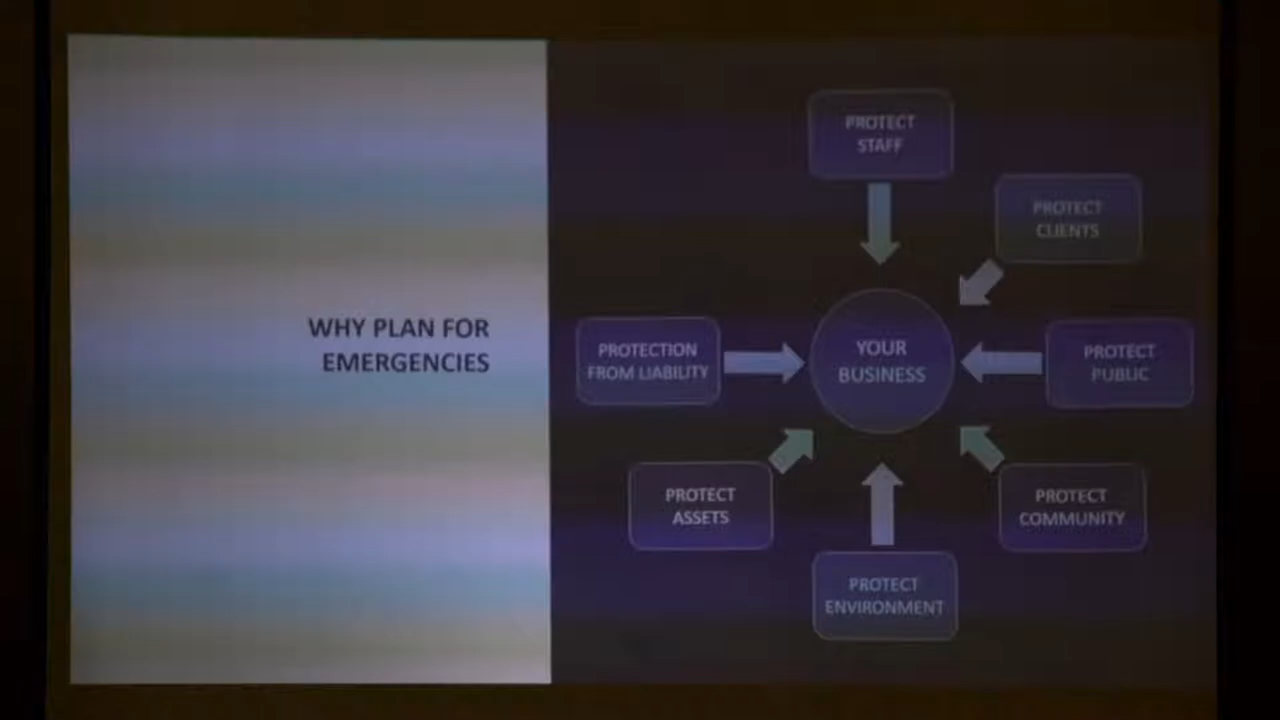 WHY PLAN FOR
EMERGENCIES
PROTECT
STAFF
PROTECT
CLIENTS
PROTECTION
FROM LIABILITY
YOUR
BUSINESS
PROTECT
PUBLIC
PROTECT
ASSETS
PROTECT
COMMUNITY
PROTECT
ENVIRONMENT